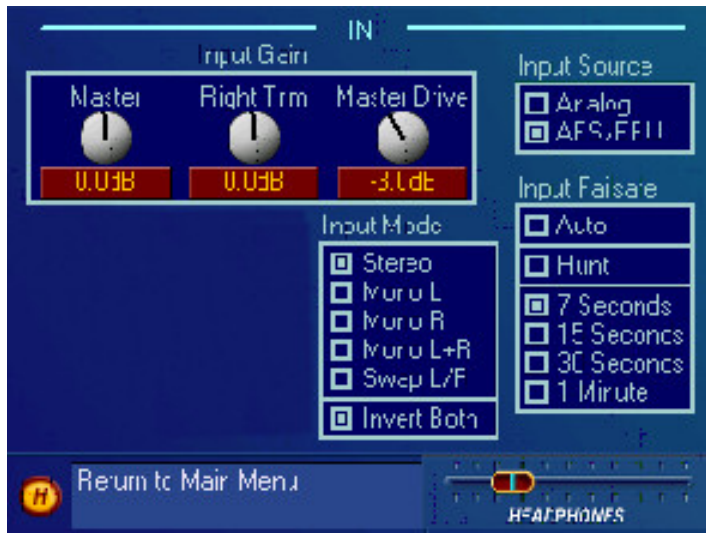 IN
Input Gain
Master
Right Trim
Master Drive
0.0dB
0.0dB
-3.0dB
Input Source
Analog
AES/EBU
Input Failsafe
Auto
Hunt
7 Seconds
15 Seconds
30 Seconds
1 Minute
Input Mode
Stereo
Mono L
Mono R
Mono L+R
Swap L/R
Invert Both
H
Return to Main Menu
HEADPHONES